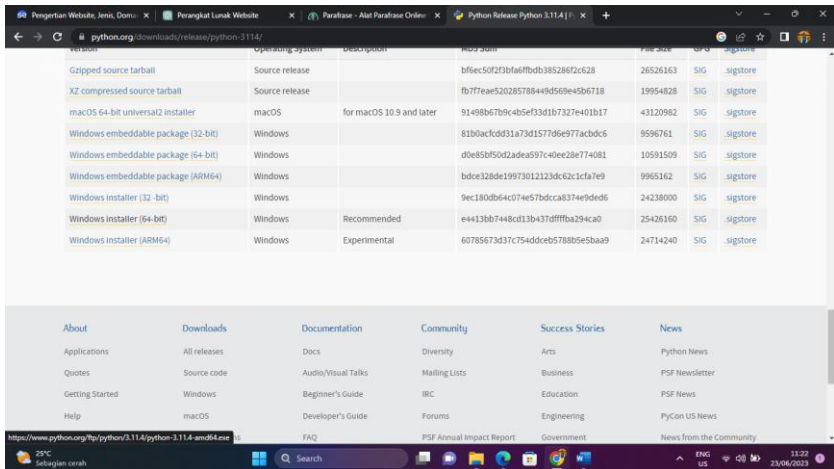 Pengertian Website, Jenis, Doma
Perangkat Lunak Website
Parafrase - Alat Parafrase Online
Python Release Python 3.11.4 | P
python.org/downloads/release/python-3114/
Version Operating System Description MD5 Sum File Size GPG Sigstore
Gzipped source tarball Source release bf6ec50f2f3bfa6ffbdb385286f2c628 26526163 SIG .sigstore
XZ compressed source tarball Source release fb7f7eae520285788449d569e45b6718 19954828 SIG .sigstore
macOS 64-bit universal2 installer macOS for macOS 10.9 and later 91498b67b9c4b5ef33d1b7327e401b17 43120982 SIG .sigstore
Windows embeddable package (32-bit) Windows 81b0acfcdd31a73d1577d6e977acbdc6 9596761 SIG .sigstore
Windows embeddable package (64-bit) Windows d0e85bf50d2adea597c40ee28e774081 10591509 SIG .sigstore
Windows embeddable package (ARM64) Windows bdce328de19973012123dc62c1cfa7e9 9965162 SIG .sigstore
Windows installer (32 -bit) Windows 9ec180db64c074e57bdcca8374e9ded6 24238000 SIG .sigstore
Windows installer (64-bit) Windows Recommended e4413bb7448cd13b437dffffba294ca0 25426160 SIG .sigstore
Windows installer (ARM64) Windows Experimental 60785673d37c754ddceb5788b5e5baa9 24714240 SIG .sigstore
About Downloads Documentation Community Success Stories News
Applications All releases Docs Diversity Arts Python News
Quotes Source code Audio/Visual Talks Mailing Lists Business PSF Newsletter
Getting Started Windows Beginner's Guide IRC Education PSF News
Help macOS Developer's Guide Forums Engineering PyCon US News
https://www.python.org/ftp/python/3.11.4/python-3.11.4-amd64.exe FAQ PSF Annual Impact Report Government News from the Community
25°C
Sebagian cerah
Search
ENG
US
11:22
23/06/2023